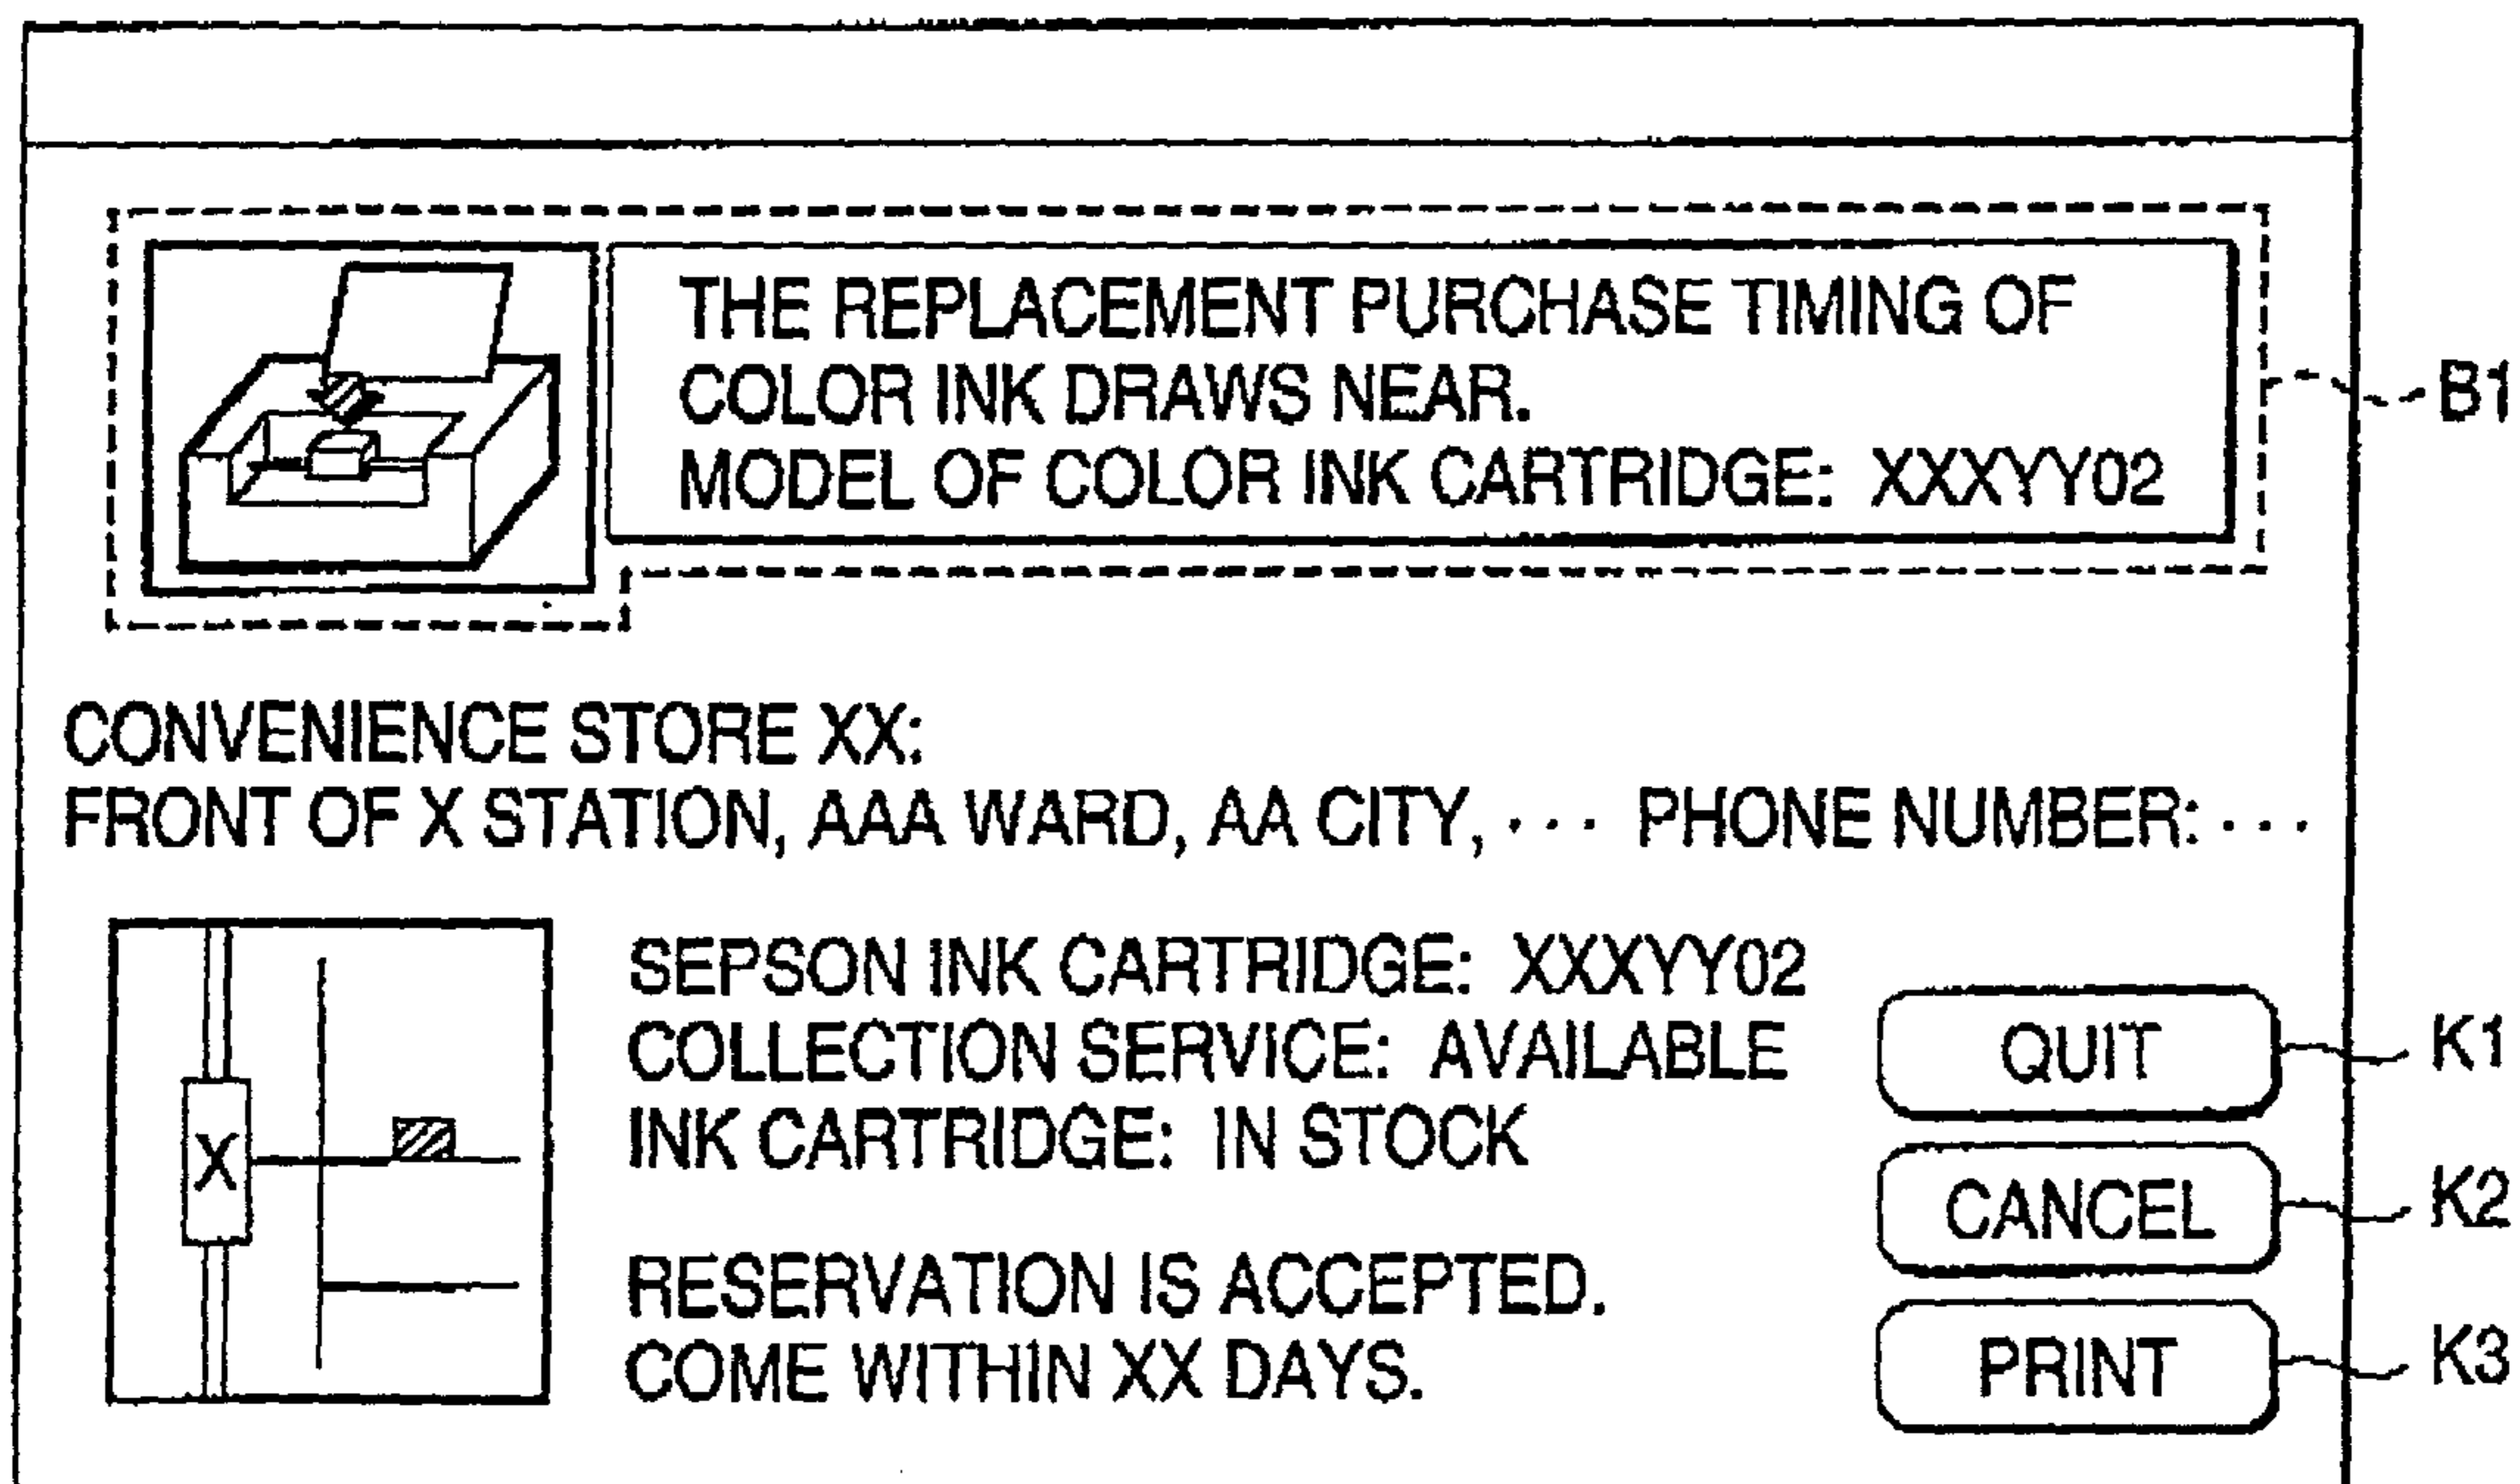 THE REPLACEMENT PURCHASE TIMING OF
COLOR INK DRAWS NEAR.
MODEL OF COLOR INK CARTRIDGE: XXXYY02
B1
CONVENIENCE STORE XX:
FRONT OF X STATION, AAA WARD, AA CITY, ··· PHONE NUMBER: ···
X
SEPSON INK CARTRIDGE: XXXYY02
COLLECTION SERVICE: AVAILABLE
INK CARTRIDGE: IN STOCK
RESERVATION IS ACCEPTED.
COME WITHIN XX DAYS.
QUIT K1
CANCEL K2
PRINT K3